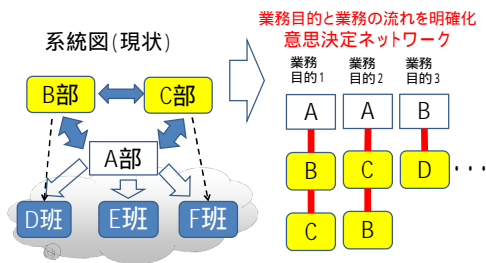 業務目的と業務の流れを明確化
意思決定ネットワーク
系統図(現状)
B部
C部
A部
D班
E班
F班
業務
目的1
業務
目的2
業務
目的3
A
A
B
B
C
D
・・・
C
B